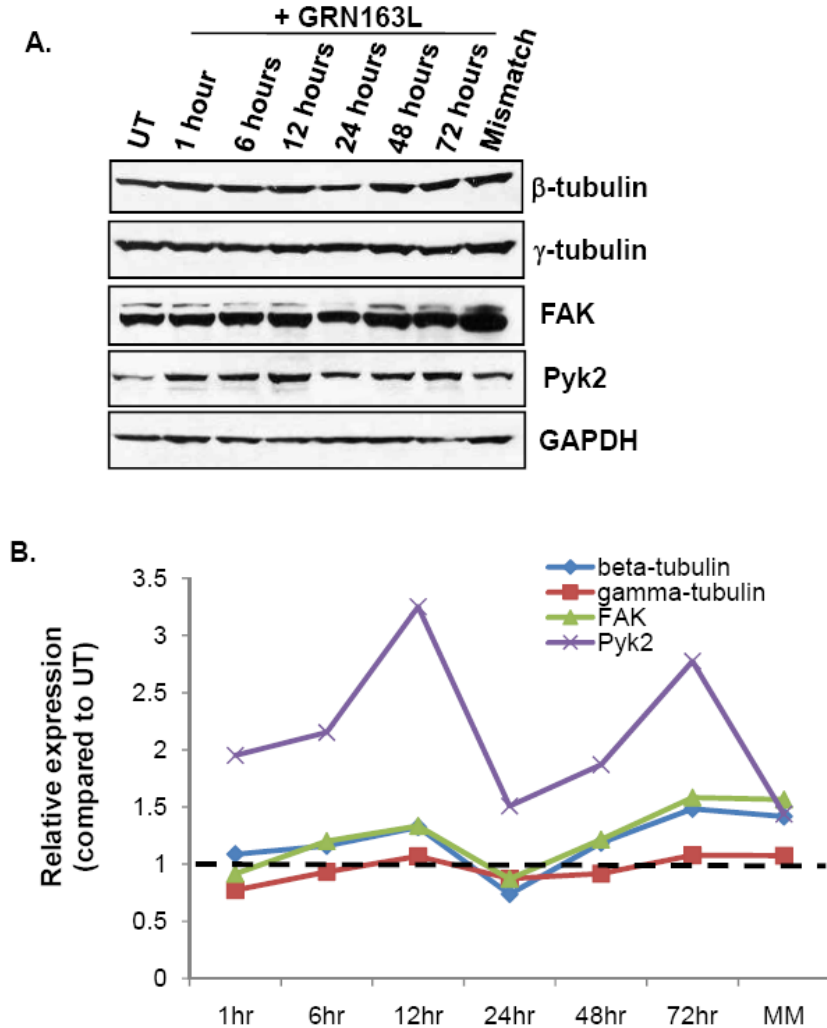 A.
+ GRN163L
UT
1 hour
6 hours
12 hours
24 hours
48 hours
72 hours
Mismatch
β-tubulin
γ-tubulin
FAK
Pyk2
GAPDH
B.
Relative expression
(compared to UT)
3.5
3
2.5
2
1.5
1
0.5
0
beta-tubulin
gamma-tubulin
FAK
Pyk2
1hr 6hr 12hr 24hr 48hr 72hr MM